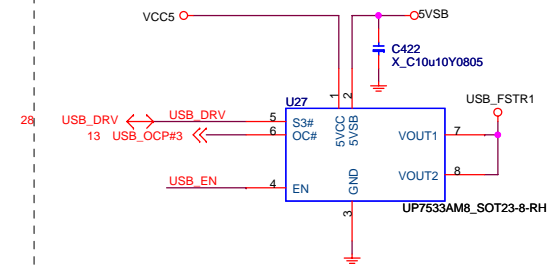 VCC5
5VSB
C422
X_C10u10Y0805
1
2
U27
USB_FSTR1
28
USB_DRV
USB_DRV
5
S3#
5VCC
5VSB
VOUT1
7
13
USB_OCP#3
6
OC#
USB_EN
4
EN
GND
VOUT2
8
3
UP7533AM8_SOT23-8-RH